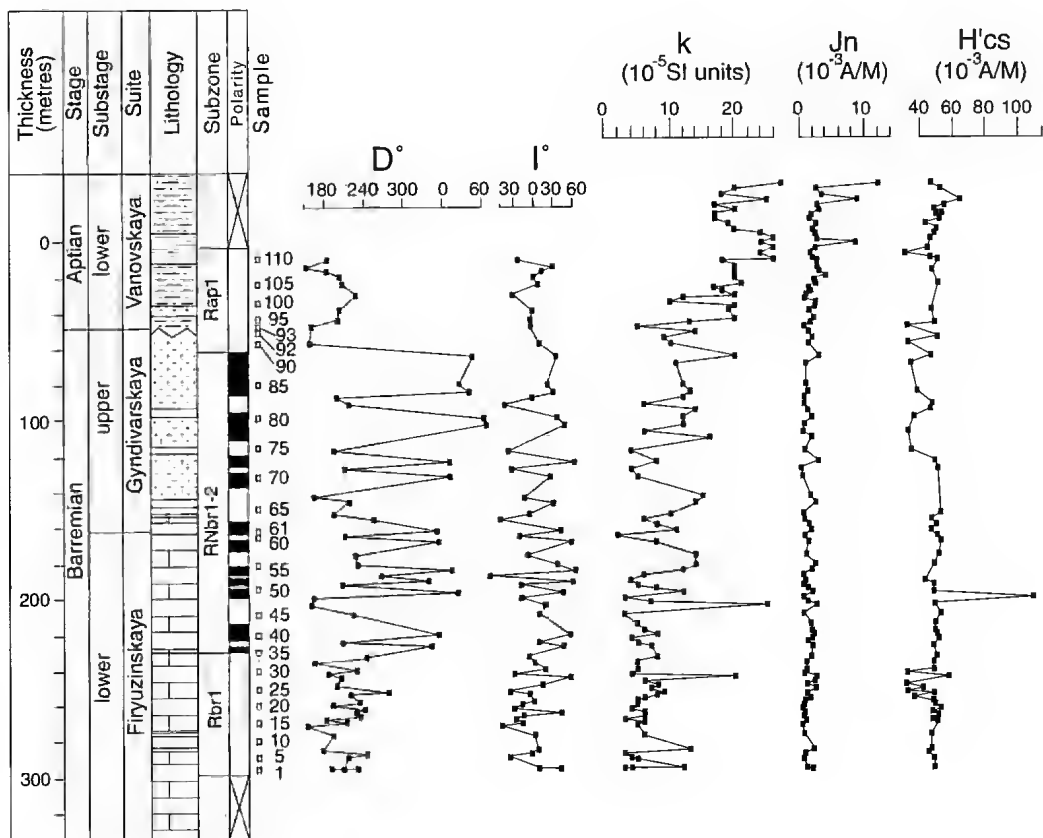 k
Jn
H'cs
(10⁻⁵SI units)
(10⁻³A/M)
(10⁻³A/M)
0 10 20
0 10
40 60 80 100
Thickness (metres)
Stage
Substage
Suite
Lithology
Subzone
Polarity
Sample
D°
I°
180 240 300 0 60
30 0 30 60
0
100
200
300
Aptian
Barremian
lower
upper
lower
Vanovskaya
Gyndivarskaya
Firyuzinskaya
Rap1
RNbr1-2
Rbr1
110
105
100
95
93
92
90
85
80
75
70
65
61
60
55
50
45
40
35
30
25
20
15
10
5
1